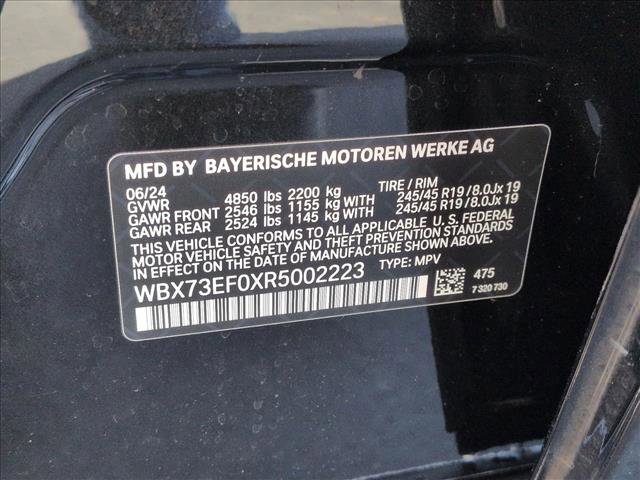 MFD BY BAYERISCHE MOTOREN WERKE AG
06/24 TIRE / RIM
GVWR 4850 lbs 2200 kg
GAWR FRONT 2546 lbs 1155 kg WITH 245/45 R19 / 8.0Jx 19
GAWR REAR 2524 lbs 1145 kg WITH 245/45 R19 / 8.0Jx 19
THIS VEHICLE CONFORMS TO ALL APPLICABLE U. S. FEDERAL
MOTOR VEHICLE SAFETY AND THEFT PREVENTION STANDARDS
IN EFFECT ON THE DATE OF MANUFACTURE SHOWN ABOVE.
WBX73EF0XR5002223 TYPE: MPV
475
7 320 730